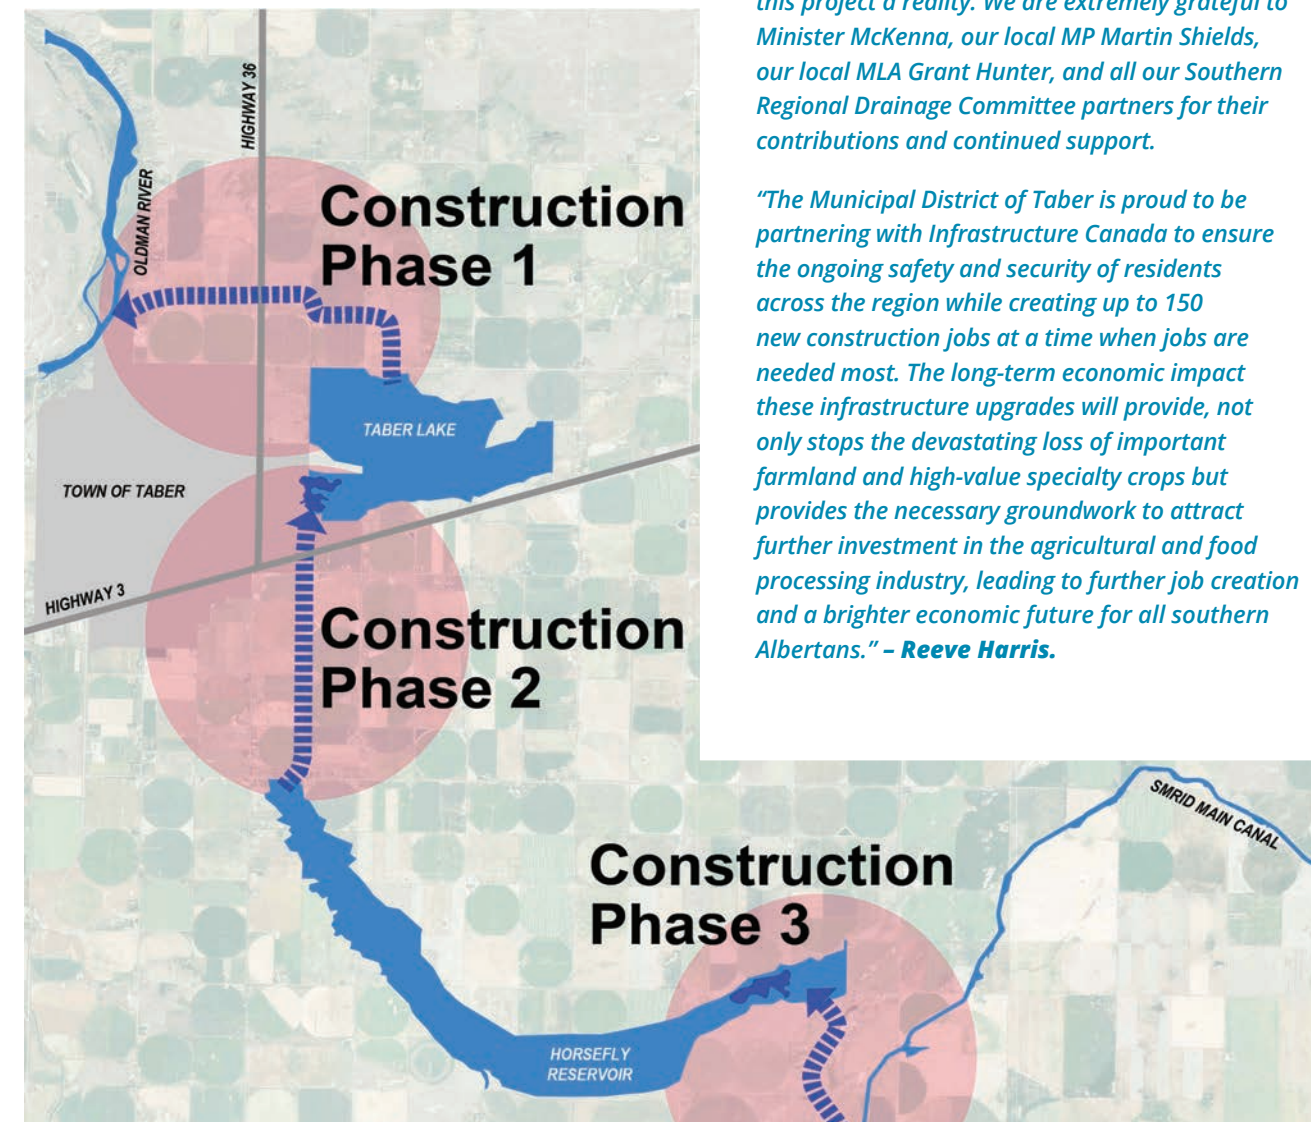 this project a reality. We are extremely grateful to
Minister McKenna, our local MP Martin Shields,
our local MLA Grant Hunter, and all our Southern
Regional Drainage Committee partners for their
contributions and continued support.
“The Municipal District of Taber is proud to be
partnering with Infrastructure Canada to ensure
the ongoing safety and security of residents
across the region while creating up to 150
new construction jobs at a time when jobs are
needed most. The long-term economic impact
these infrastructure upgrades will provide, not
only stops the devastating loss of important
farmland and high-value specialty crops but
provides the necessary groundwork to attract
further investment in the agricultural and food
processing industry, leading to further job creation
and a brighter economic future for all southern
Albertans.” – Reeve Harris.
HIGHWAY 36
OLDMAN RIVER
Construction
Phase 1
TABER LAKE
TOWN OF TABER
HIGHWAY 3
Construction
Phase 2
SMRID MAIN CANAL
Construction
Phase 3
HORSEFLY
RESERVOIR